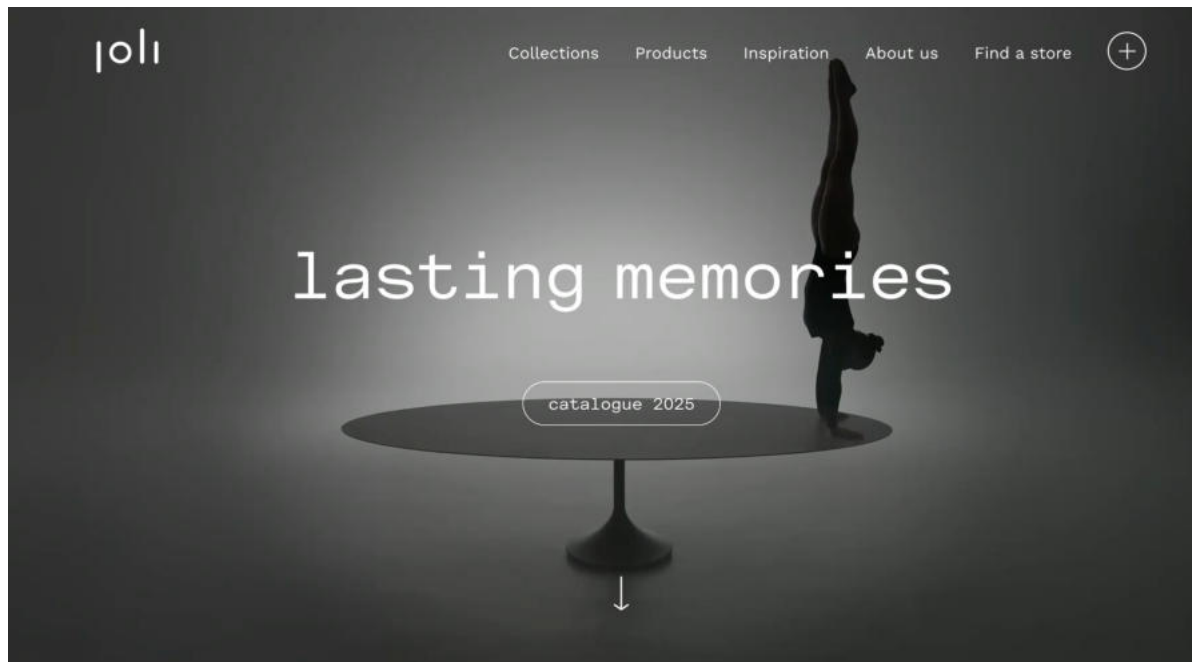 joli
Collections Products Inspiration About us Find a store
lasting memories
catalogue 2025